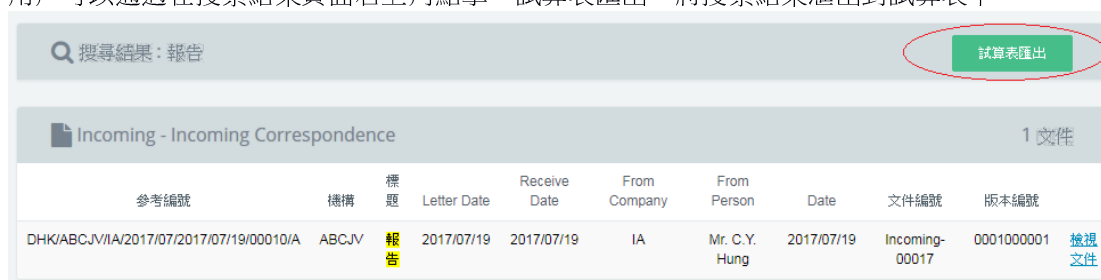 搜尋結果：報告
試算表匯出
Incoming - Incoming Correspondence
1 文件
參考編號 機構 標題 Letter Date Receive Date From Company From Person Date 文件編號 版本編號
DHK/ABCJV/IA/2017/07/2017/07/19/00010/A ABCJV 報告 2017/07/19 2017/07/19 IA Mr. C.Y. Hung 2017/07/19 Incoming-00017 0001000001 檢視文件